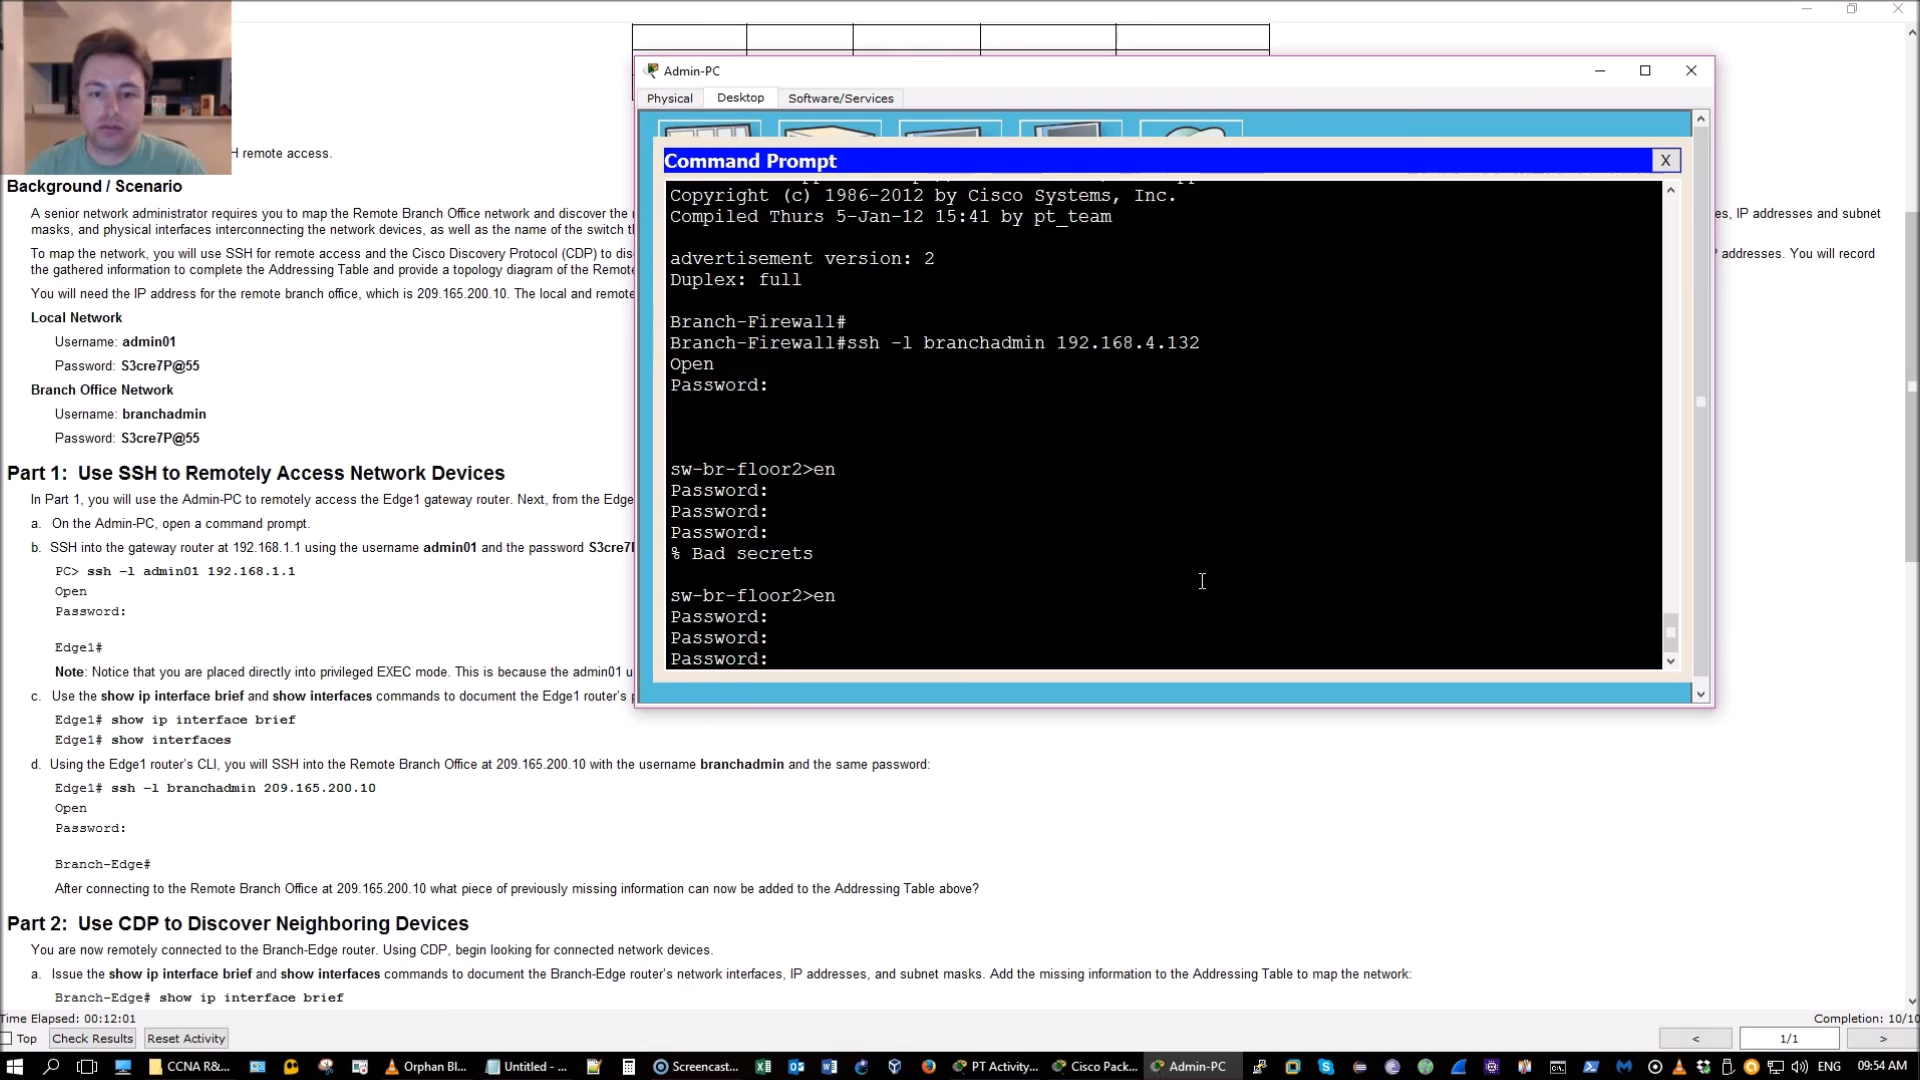 Admin-PC
Physical
Desktop
Software/Services
Command Prompt
X
Copyright (c) 1986-2012 by Cisco Systems, Inc.
Compiled Thurs 5-Jan-12 15:41 by pt_team
advertisement version: 2
Duplex: full
Branch-Firewall#
Branch-Firewall#ssh -l branchadmin 192.168.4.132
Open
Password:
sw-br-floor2>en
Password:
Password:
Password:
% Bad secrets
sw-br-floor2>en
Password:
Password:
Password:
H remote access.
Background / Scenario
A senior network administrator requires you to map the Remote Branch Office network and discover the
es, IP addresses and subnet
masks, and physical interfaces interconnecting the network devices, as well as the name of the switch
To map the network, you will use SSH for remote access and the Cisco Discovery Protocol (CDP) to
addresses. You will record
the gathered information to complete the Addressing Table and provide a topology diagram of the
You will need the IP address for the remote branch office, which is 209.165.200.10. The local and
Local Network
Username: admin01
Password: S3cre7P@55
Branch Office Network
Username: branchadmin
Password: S3cre7P@55
Part 1: Use SSH to Remotely Access Network Devices
In Part 1, you will use the Admin-PC to remotely access the Edge1 gateway router. Next, from the Edge
a. On the Admin-PC, open a command prompt.
b. SSH into the gateway router at 192.168.1.1 using the username admin01 and the password
PC> ssh -l admin01 192.168.1.1
Open
Password:
Edge1#
Note: Notice that you are placed directly into privileged EXEC mode. This is because the admin01
c. Use the show ip interface brief and show interfaces commands to document the Edge1 router's
Edge1# show ip interface brief
Edge1# show interfaces
d. Using the Edge1 router's CLI, you will SSH into the Remote Branch Office at 209.165.200.10 with the username branchadmin and the same password:
Edge1# ssh -l branchadmin 209.165.200.10
Open
Password:
Branch-Edge#
After connecting to the Remote Branch Office at 209.165.200.10 what piece of previously missing information can now be added to the Addressing Table above?
Part 2: Use CDP to Discover Neighboring Devices
You are now remotely connected to the Branch-Edge router. Using CDP, begin looking for connected network devices.
a. Issue the show ip interface brief and show interfaces commands to document the Branch-Edge router's network interfaces, IP addresses, and subnet masks. Add the missing information to the Addressing Table to map the network:
Branch-Edge# show ip interface brief
Time Elapsed: 00:12:01
Completion: 10/10
Top
Check Results
Reset Activity
<
1/1
>
CCNA R&...
Orphan Bl...
Untitled - ...
Screencast...
PT Activity...
Cisco Pack...
Admin-PC
ENG
09:54 AM